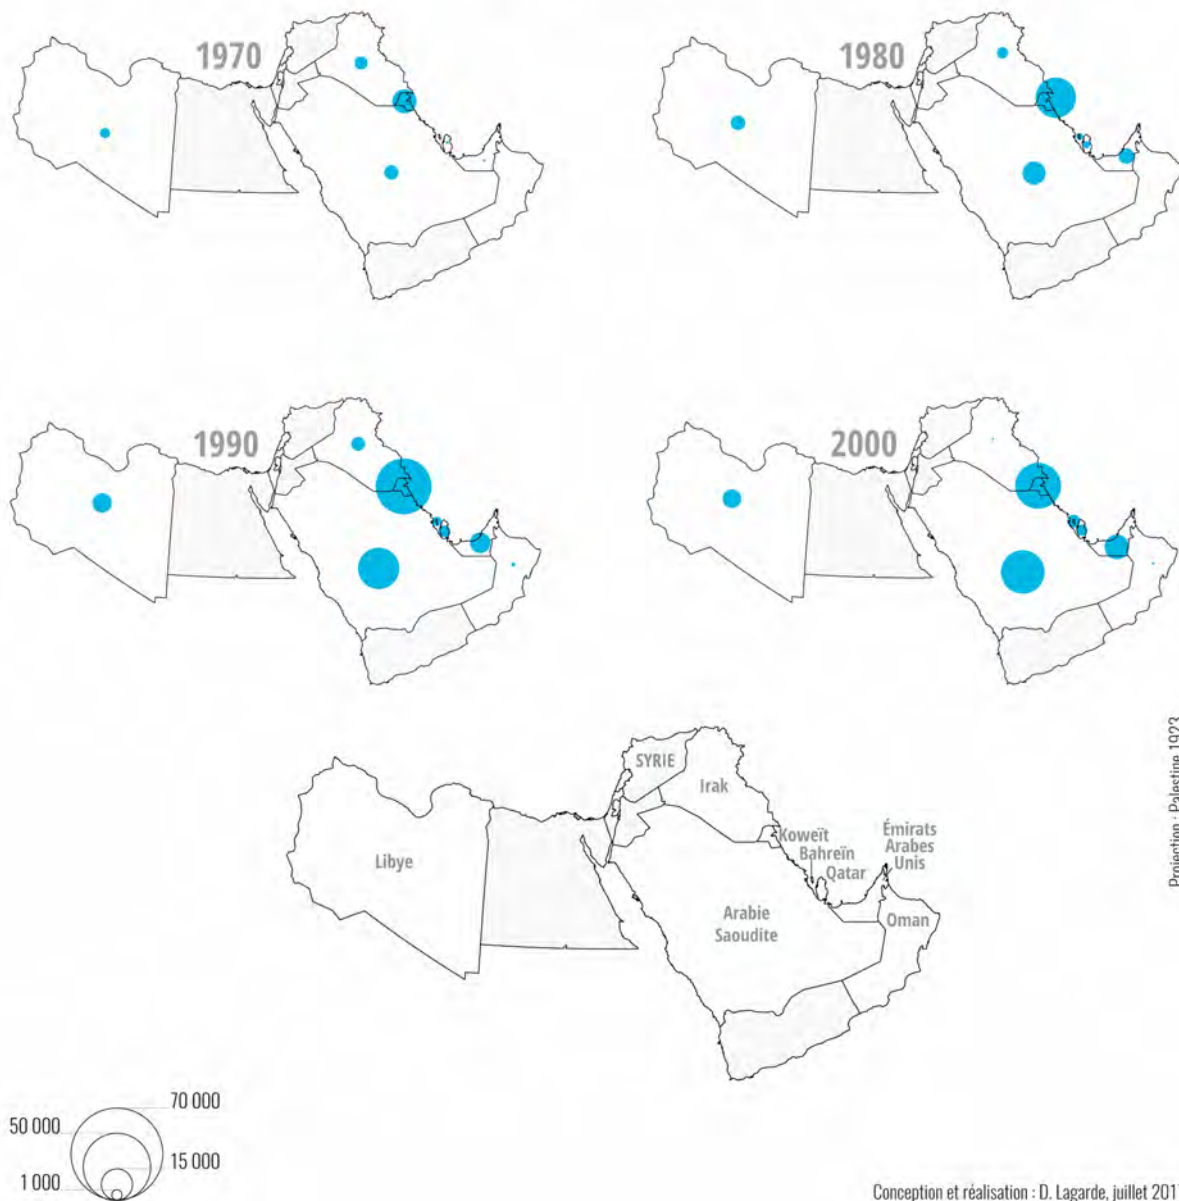 1970
1980
1990
2000
SYRIE
Irak
Koweït
Bahreïn
Qatar
Émirats
Arabes
Unis
Libye
Arabie
Saoudite
Oman
Projection : Palestine 1923
70 000
50 000
15 000
1 000
Conception et réalisation : D. Lagarde, juillet 201